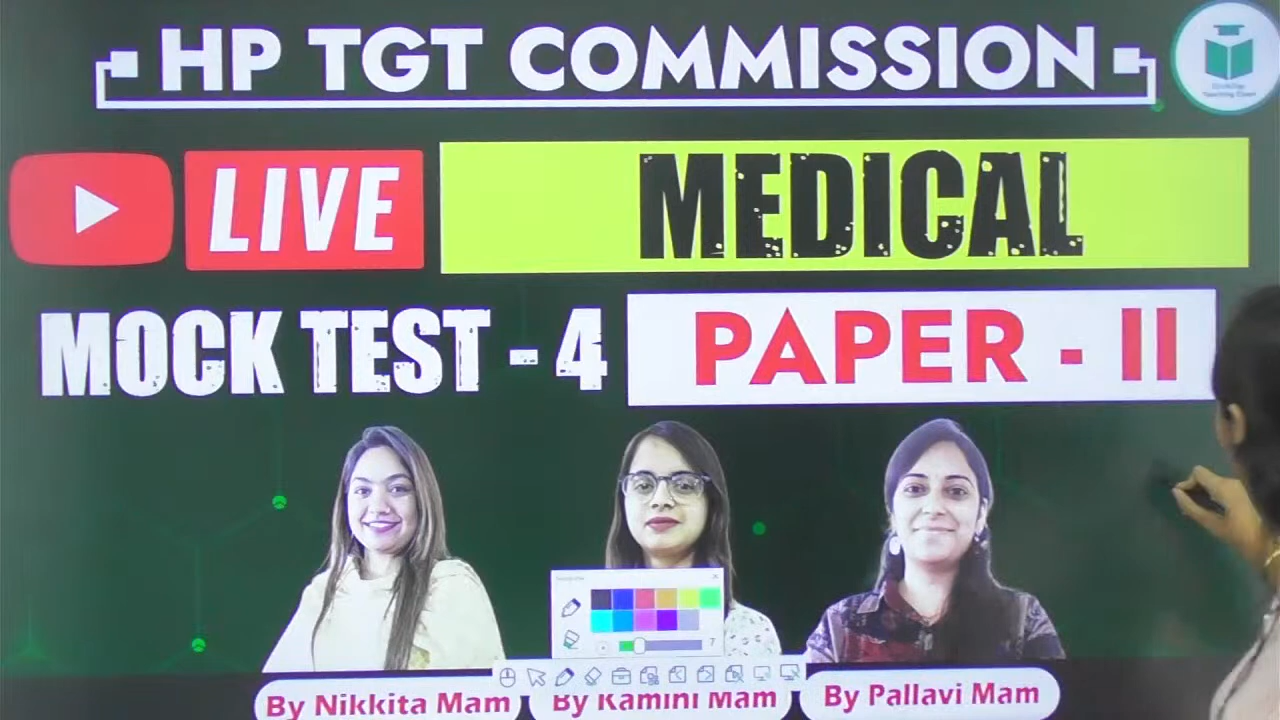 HP TGT COMMISSION
LIVE
MEDICAL
MOCK TEST - 4
PAPER - II
7
By Nikkita Mam
By Kamini Mam
By Pallavi Mam